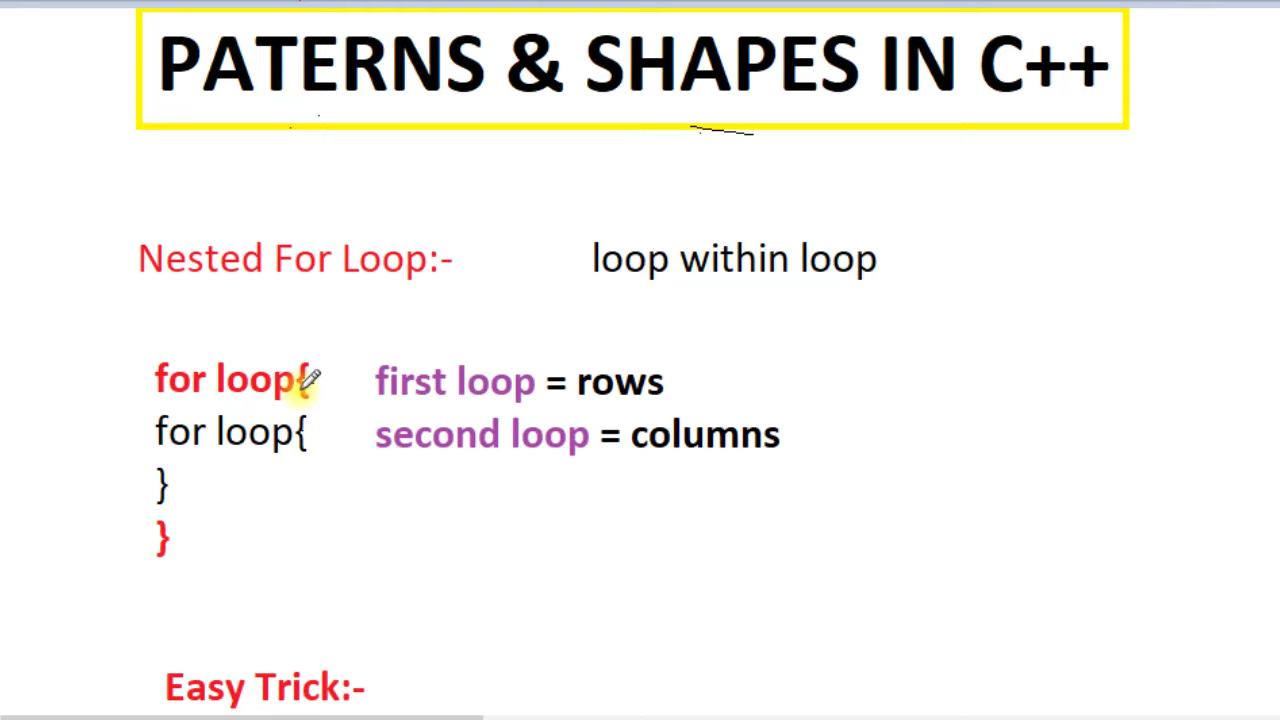 PATERNS & SHAPES IN C++
Nested For Loop:- loop within loop
for loop{ first loop = rows
for loop{ second loop = columns
}
}
Easy Trick:-